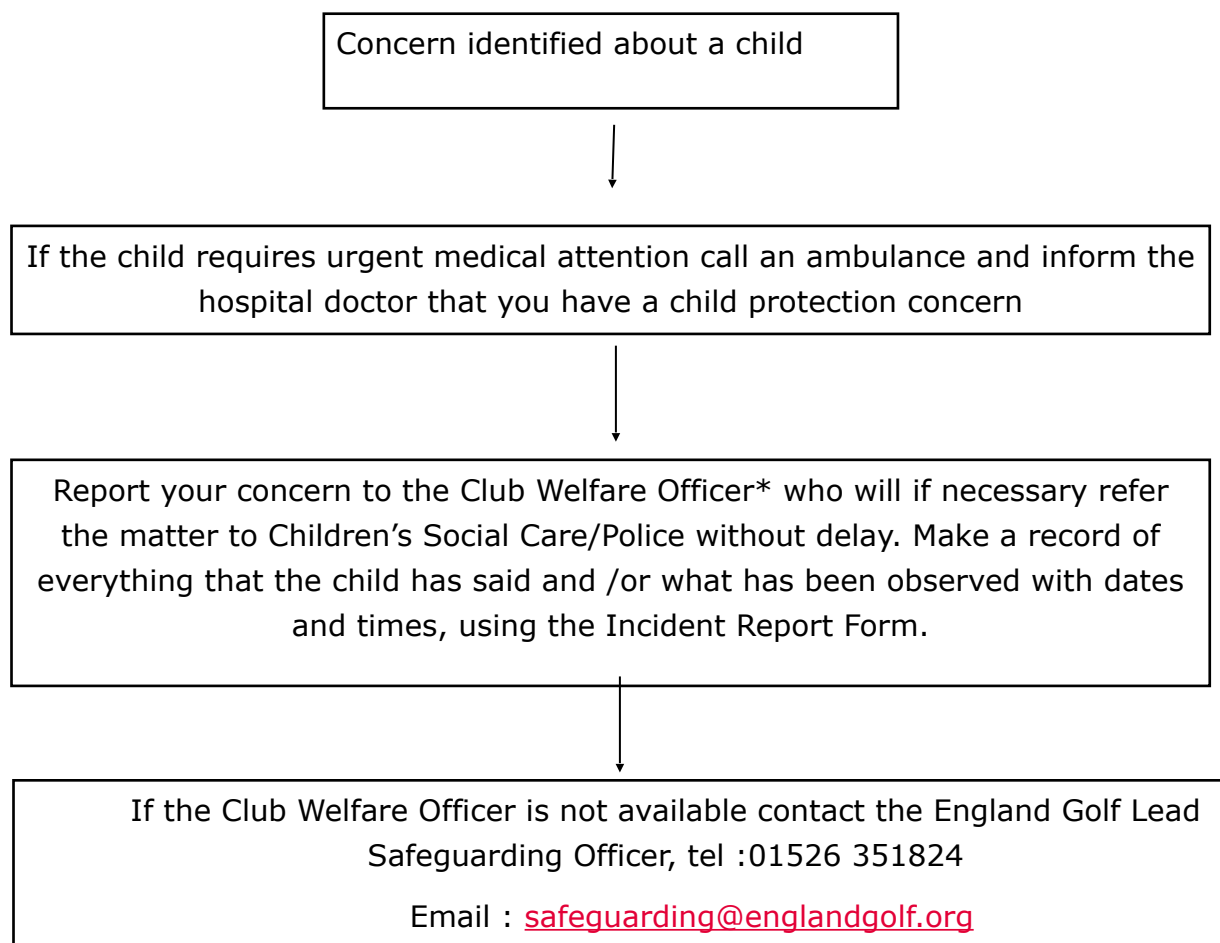 Concern identified about a child
If the child requires urgent medical attention call an ambulance and inform the
hospital doctor that you have a child protection concern
Report your concern to the Club Welfare Officer* who will if necessary refer
the matter to Children’s Social Care/Police without delay. Make a record of
everything that the child has said and /or what has been observed with dates
and times, using the Incident Report Form.
If the Club Welfare Officer is not available contact the England Golf Lead
Safeguarding Officer, tel :01526 351824
Email : safeguarding@englandgolf.org